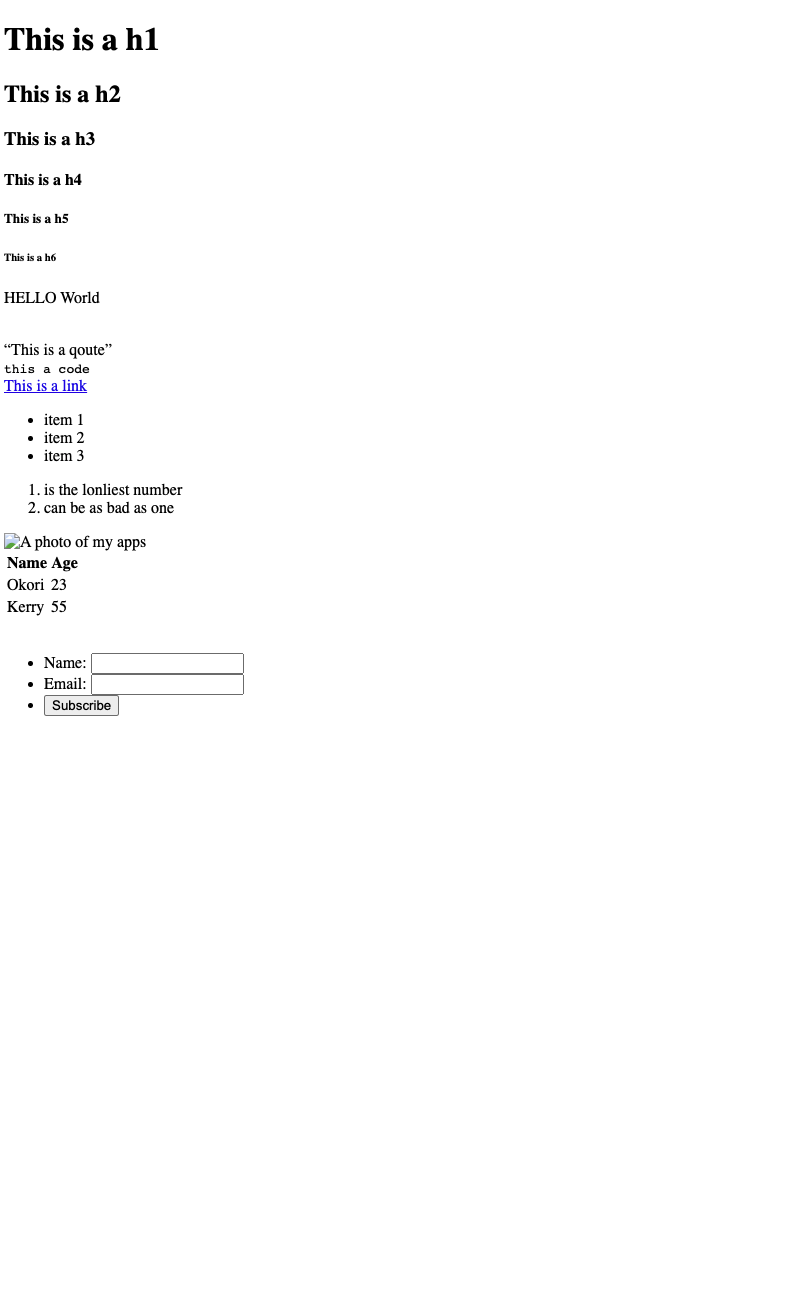 This is a h1
This is a h2
This is a h3
This is a h4
This is a h5
This is a h6
HELLO World
“This is a qoute”
this a code
This is a link
• item 1
• item 2
• item 3
1. is the lonliest number
2. can be as bad as one
A photo of my apps
Name Age
Okori 23
Kerry 55
• Name:
• Email:
• Subscribe